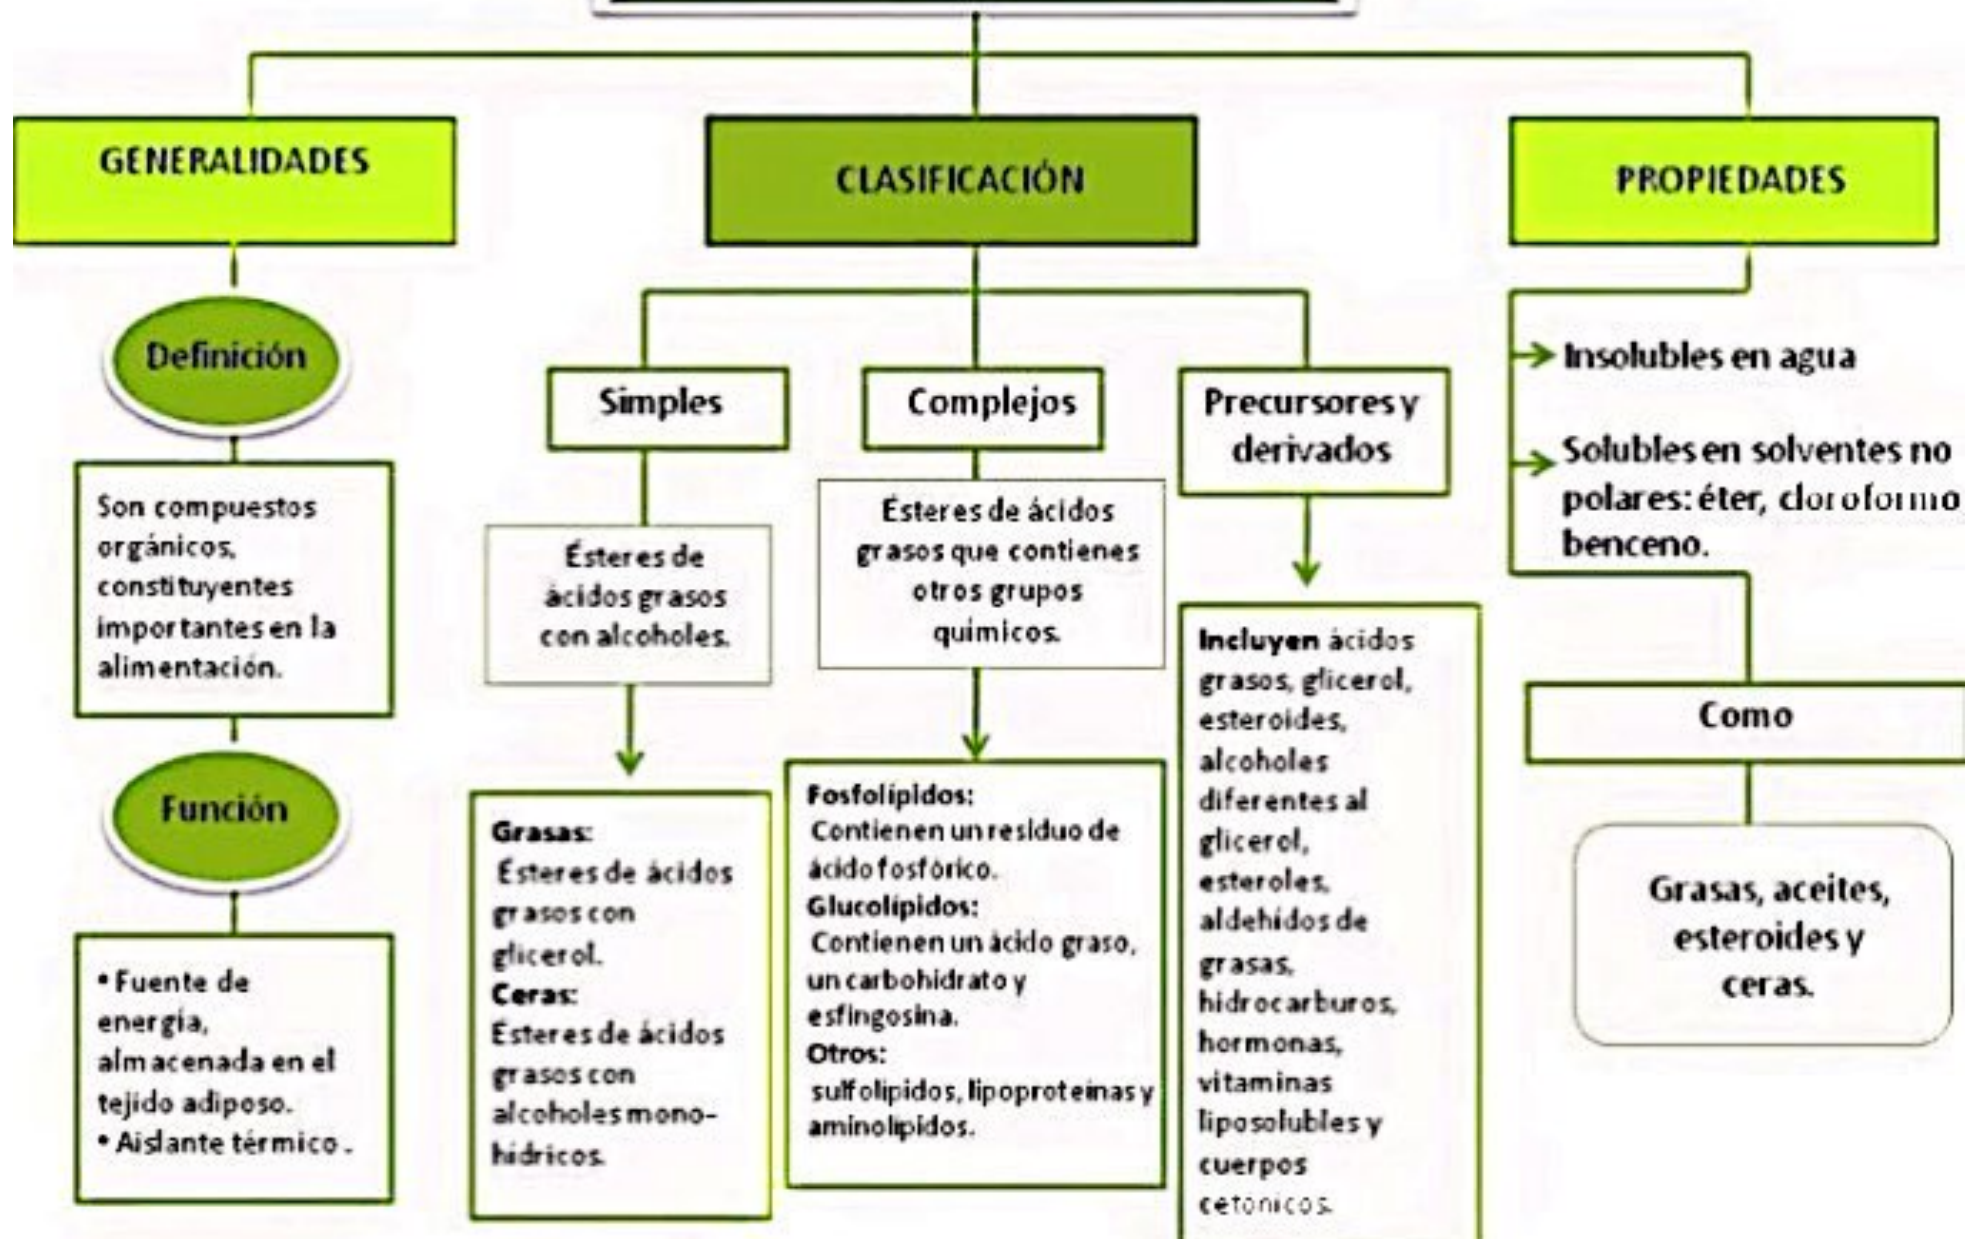 GENERALIDADES
Definición
Son compuestos
orgánicos,
constituyentes
importantes en la
alimentación.
Función
• Fuente de
energía,
almacenada en el
tejido adiposo.
• Aislante térmico.
CLASIFICACIÓN
Simples
Ésteres de
ácidos grasos
con alcoholes.
Grasas:
Ésteres de ácidos
grasos con
glicerol.
Ceras:
Ésteres de ácidos
grasos con
alcoholes mono-
hídricos.
Complejos
Ésteres de ácidos
grasos que contienes
otros grupos
químicos.
Fosfolípidos:
Contienen un residuo de
ácido fosfórico.
Glucolípidos:
Contienen un ácido graso,
un carbohidrato y
esfingosina.
Otros:
sulfolípidos, lipoproteínas y
aminolípidos.
Precursores y
derivados
Incluyen ácidos
grasos, glicerol,
esteroides,
alcoholes
diferentes al
glicerol,
esteroles,
aldehídos de
grasas,
hidrocarburos,
hormonas,
vitaminas
liposolubles y
cuerpos
cetónicos.
PROPIEDADES
Insolubles en agua
Solubles en solventes no
polares: éter, cloroformo
benceno.
Como
Grasas, aceites,
esteroides y
ceras.